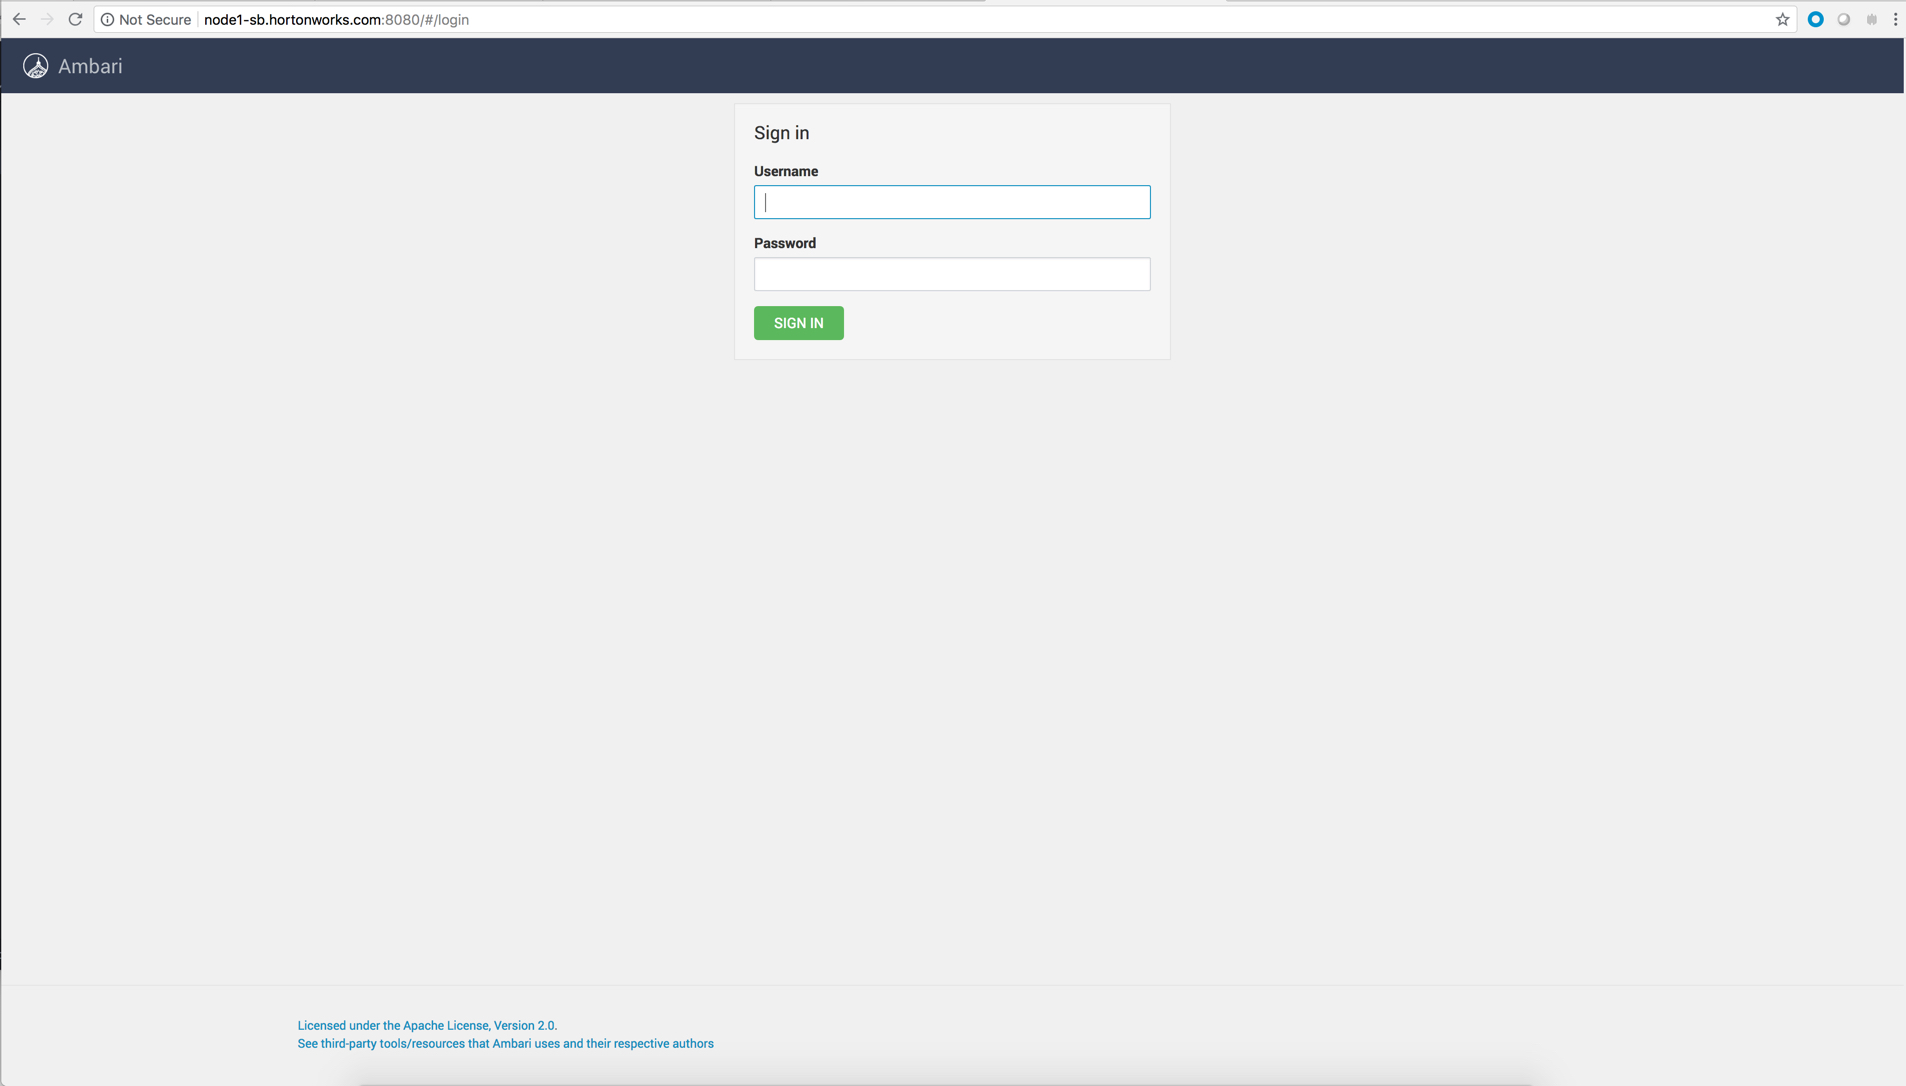 Not Secure node1-sb.hortonworks.com:8080/#/login
Ambari
Sign in
Username
Password
SIGN IN
Licensed under the Apache License, Version 2.0.
See third-party tools/resources that Ambari uses and their respective authors